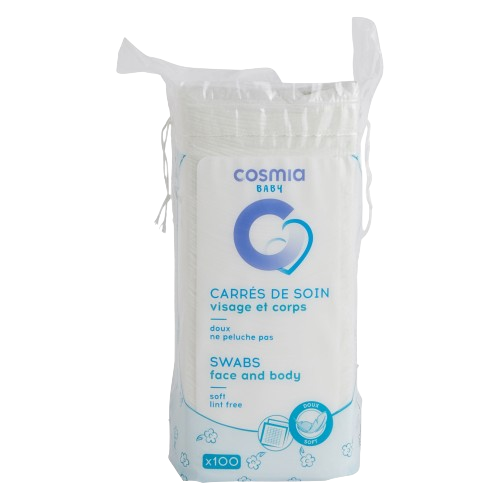 cosmia
BABY
CARRÉS DE SOIN
visage et corps
doux
ne peluche pas
SWABS
face and body
soft
lint free
DOUX
SOFT
x100